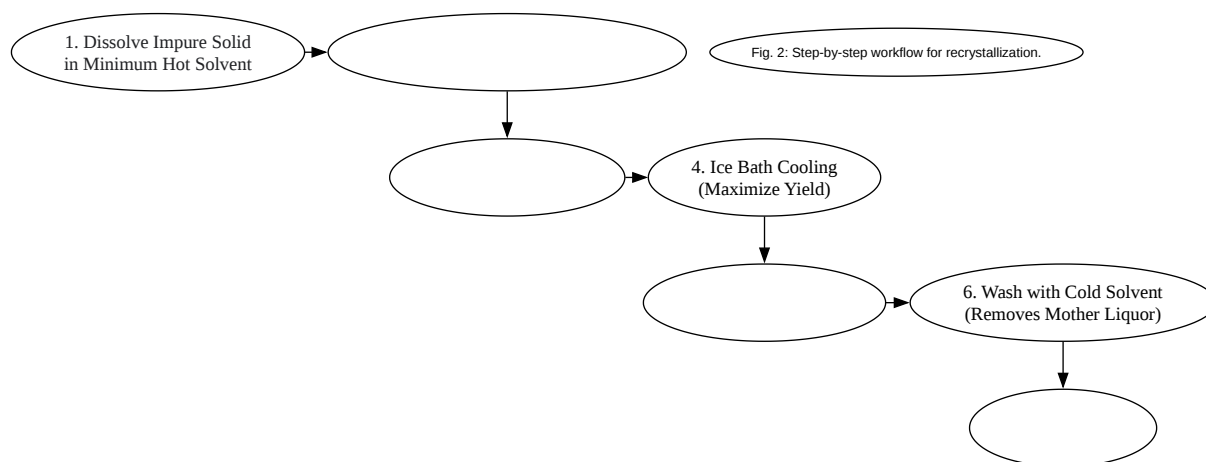 1. Dissolve Impure Solid
in Minimum Hot Solvent
Fig. 2: Step-by-step workflow for recrystallization.
4. Ice Bath Cooling
(Maximize Yield)
6. Wash with Cold Solvent
(Removes Mother Liquor)